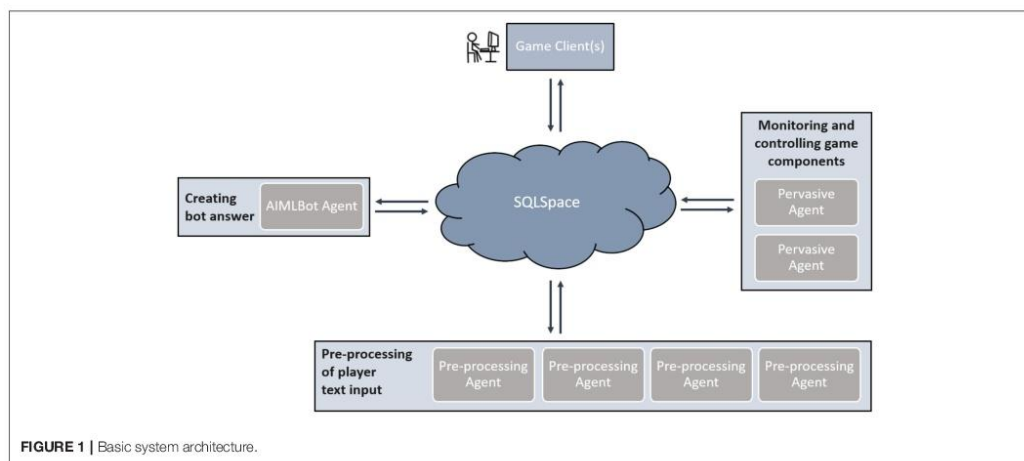 Game Client(s)
Monitoring and
controlling game
components
Pervasive
Agent
Pervasive
Agent
SQLSpace
Creating
bot answer
AIMLBot Agent
Pre-processing
of player
text input
Pre-processing
Agent
Pre-processing
Agent
Pre-processing
Agent
Pre-processing
Agent
FIGURE 1 | Basic system architecture.